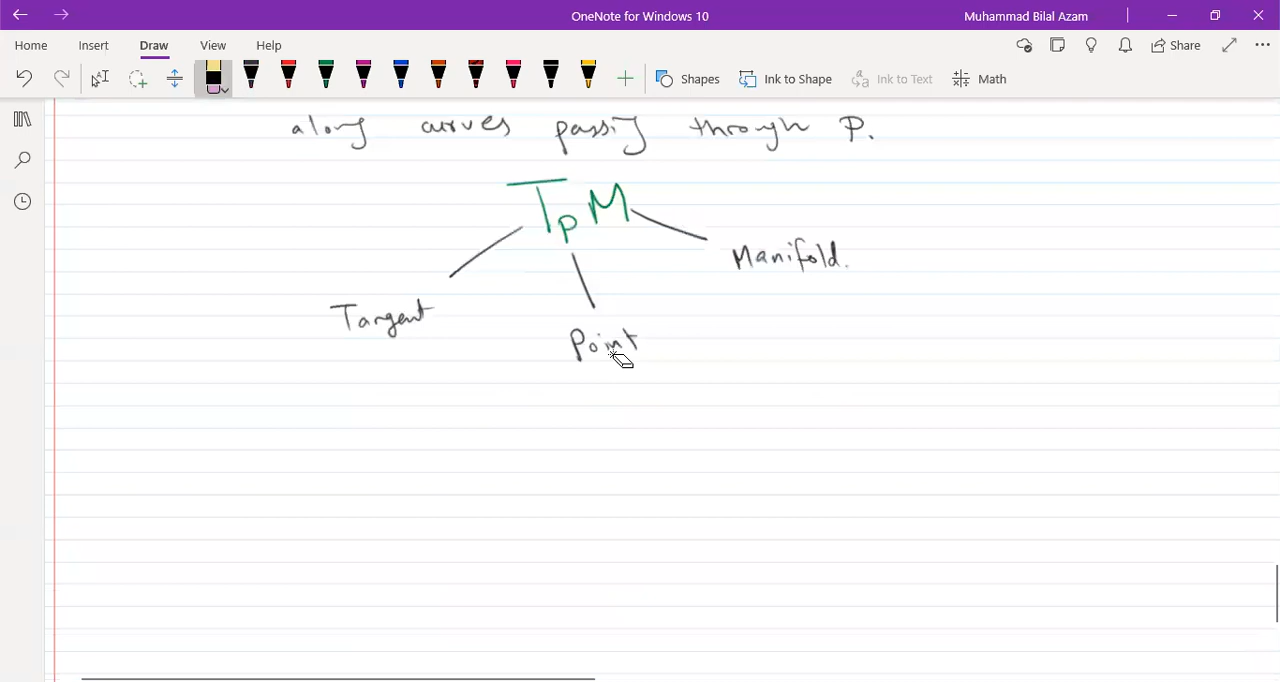 OneNote for Windows 10
Muhammad Bilal Azam
Home Insert Draw View Help
Share
Shapes Ink to Shape Ink to Text Math
along curves passing through P.
TpM
Manifold.
Tangent
Point